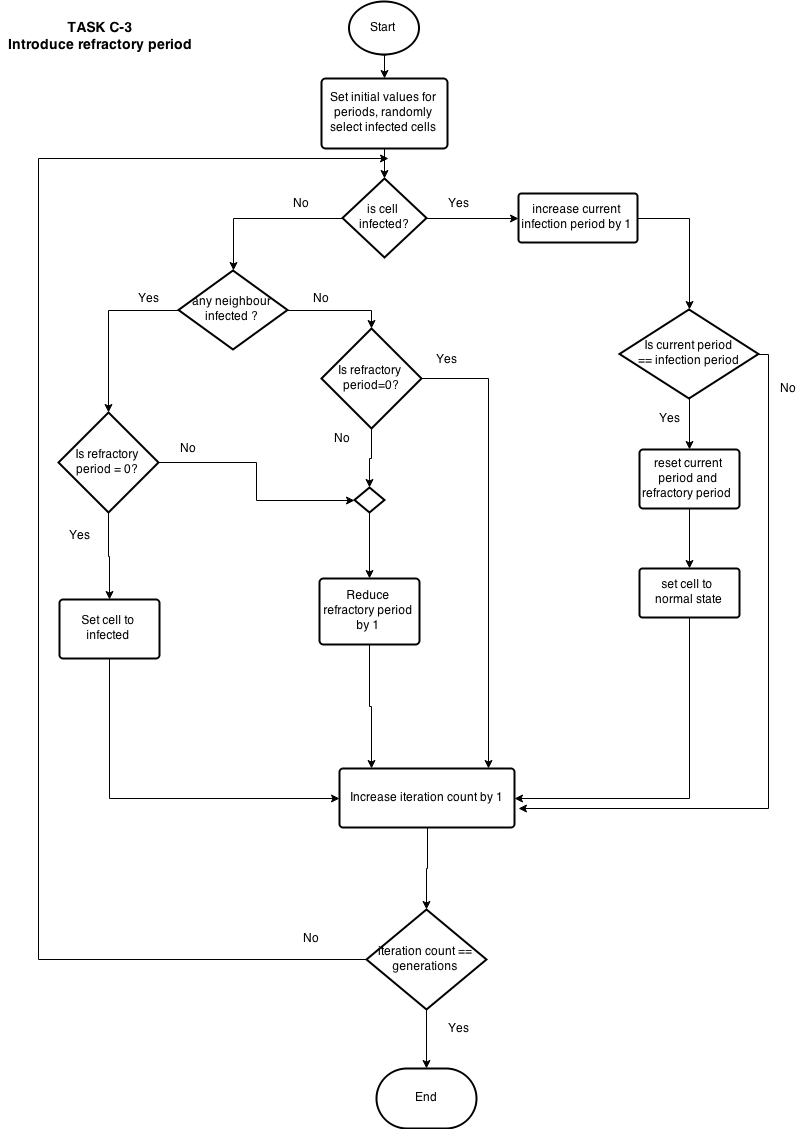 TASK C-3
Introduce refractory period
Start
Set initial values for
periods, randomly
select infected cells
is cell
infected?
No
Yes
increase current
infection period by 1
any neighbour
infected ?
Yes
No
Is refractory
period=0?
Yes
No
Is current period
== infection period
No
Yes
Is refractory
period = 0?
No
Yes
reset current
period and
refractory period
set cell to
normal state
Reduce
refractory period
by 1
Set cell to
infected
Increase iteration count by 1
iteration count ==
generations
No
Yes
End